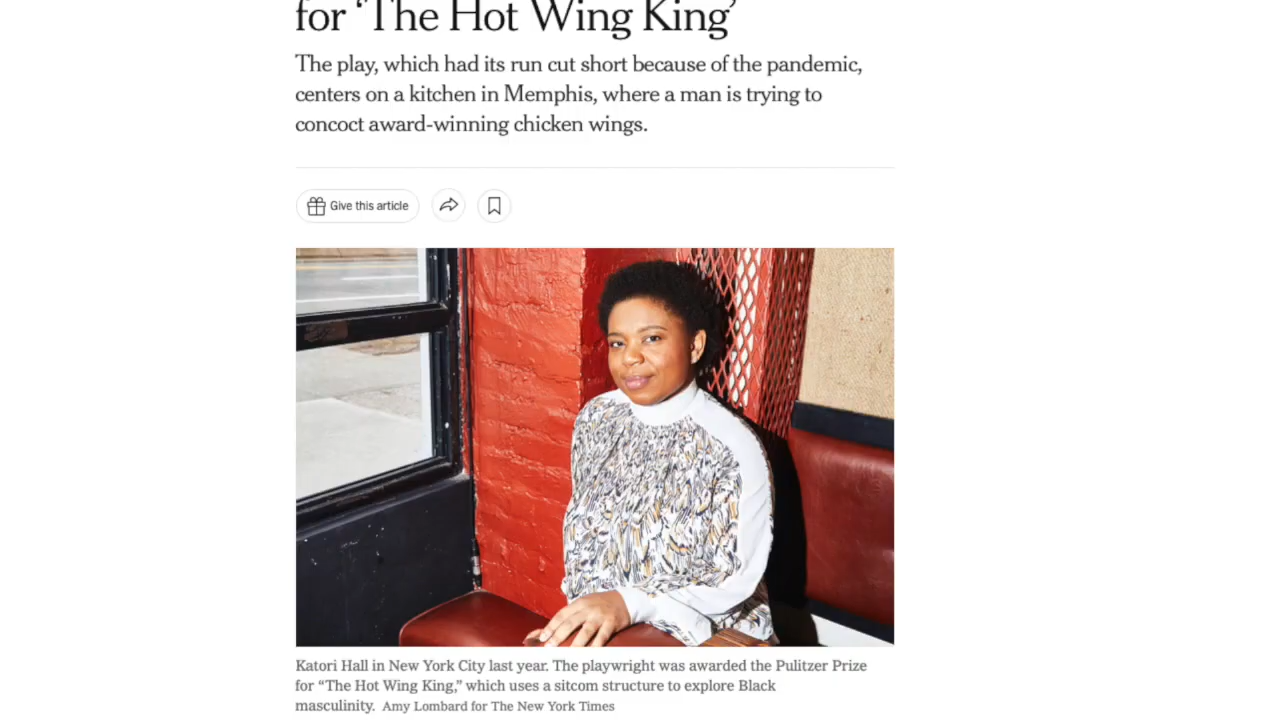 for ‘The Hot Wing King’
The play, which had its run cut short because of the pandemic,
centers on a kitchen in Memphis, where a man is trying to
concoct award-winning chicken wings.
Give this article
Katori Hall in New York City last year. The playwright was awarded the Pulitzer Prize
for “The Hot Wing King,” which uses a sitcom structure to explore Black
masculinity. Amy Lombard for The New York Times